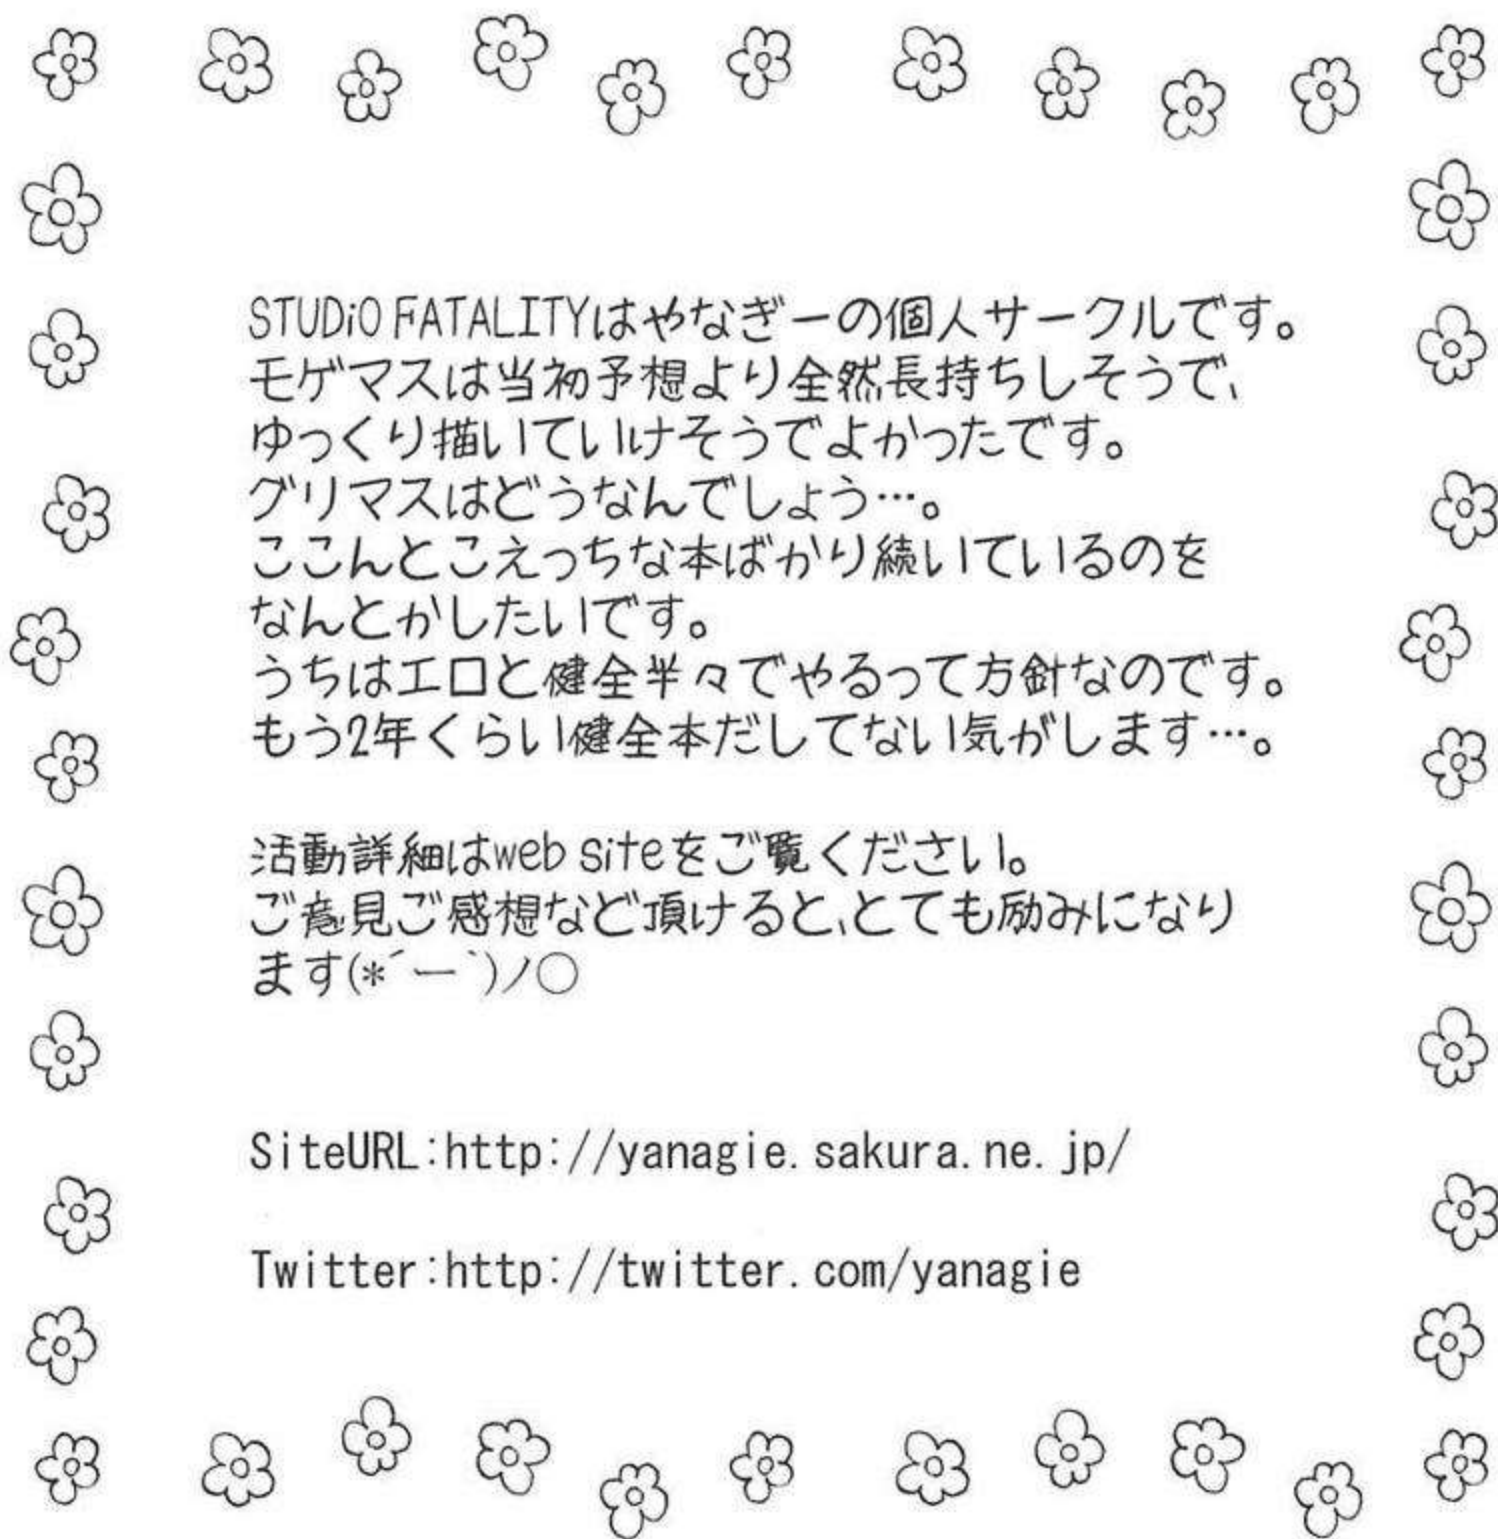 STUDiO FATALITYはやなぎーの個人サークルです。
モゲマスは当初予想より全然長持ちしそうで、
ゆっくり描いていけそうでよかったです。
グリマスはどうなんでしょう…。
ここんとこえっちな本ばかり続いているのを
なんとかしたいです。
うちはエロと健全半々でやるって方針なのです。
もう2年くらい健全本だしてない気がします…。
活動詳細はweb siteをご覧ください。
ご意見ご感想など頂けると、とても励みになり
ます(*´ー`)ノ○
SiteURL:http://yanagie.sakura.ne.jp/
Twitter:http://twitter.com/yanagie